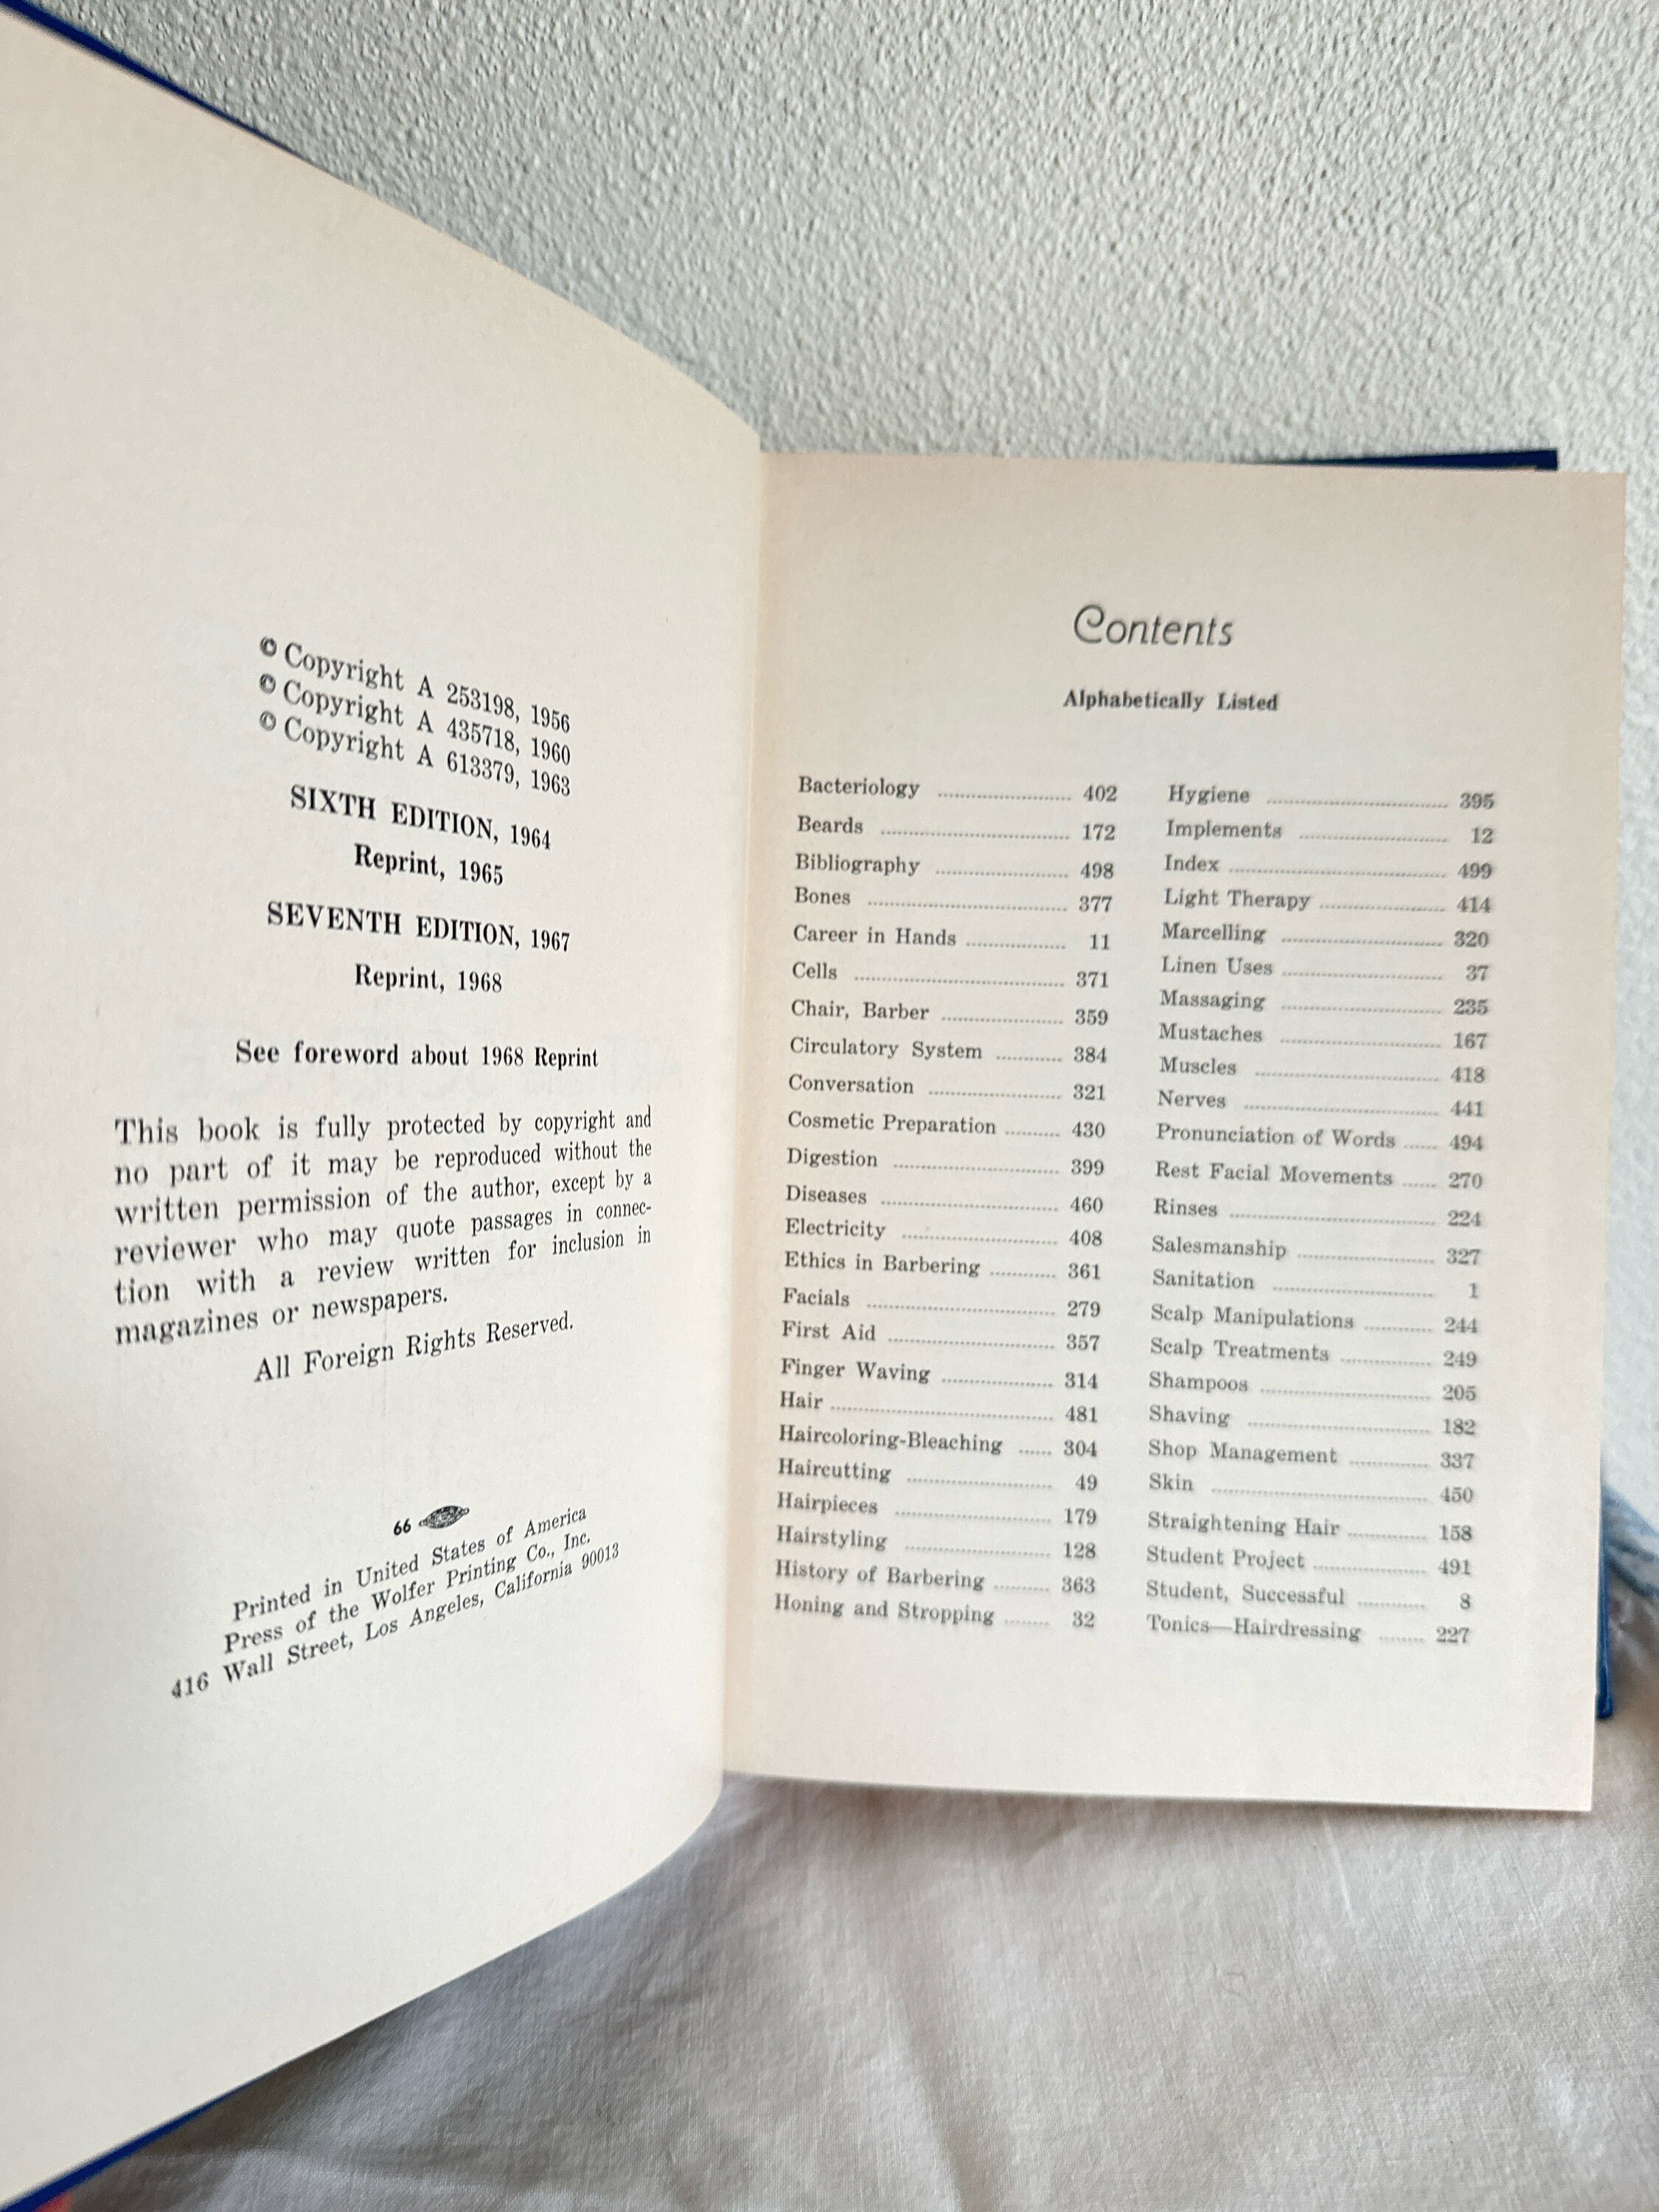 © Copyright A 253198, 1956
© Copyright A 435718, 1960
© Copyright A 613379, 1963
SIXTH EDITION, 1964
Reprint, 1965
SEVENTH EDITION, 1967
Reprint, 1968
See foreword about 1968 Reprint
This book is fully protected by copyright and
no part of it may be reproduced without the
written permission of the author, except by a
reviewer who may quote passages in connec-
tion with a review written for inclusion in
magazines or newspapers.
All Foreign Rights Reserved.
66
Printed in United States of America
Press of the Wolfer Printing Co., Inc.
416 Wall Street, Los Angeles, California 90013
Contents
Alphabetically Listed
Bacteriology 402
Beards 172
Bibliography 498
Bones 377
Career in Hands 11
Cells 371
Chair, Barber 359
Circulatory System 384
Conversation 321
Cosmetic Preparation 430
Digestion 399
Diseases 460
Electricity 408
Ethics in Barbering 361
Facials 279
First Aid 357
Finger Waving 314
Hair 481
Haircoloring-Bleaching 304
Haircutting 49
Hairpieces 179
Hairstyling 128
History of Barbering 363
Honing and Stropping 32
Hygiene 395
Implements 12
Index 499
Light Therapy 414
Marcelling 320
Linen Uses 37
Massaging 235
Mustaches 167
Muscles 418
Nerves 441
Pronunciation of Words 494
Rest Facial Movements 270
Rinses 224
Salesmanship 327
Sanitation 1
Scalp Manipulations 244
Scalp Treatments 249
Shampoos 205
Shaving 182
Shop Management 337
Skin 450
Straightening Hair 158
Student Project 491
Student, Successful 8
Tonics—Hairdressing 227